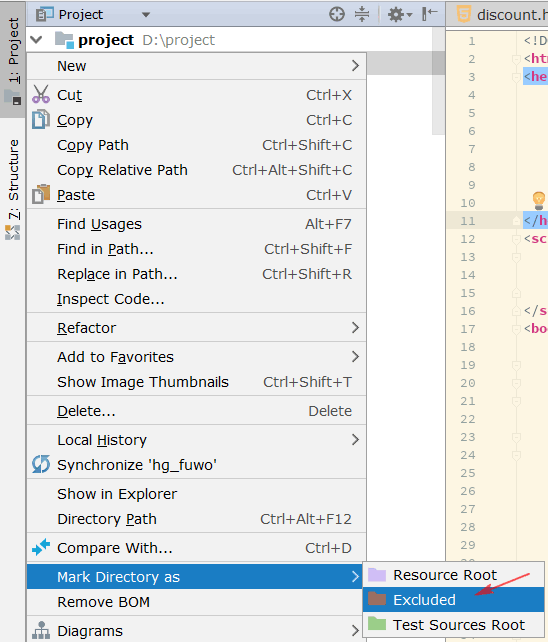 Project
discount.h
project D:\project
1: Project
7: Structure
New
Cut Ctrl+X
Copy Ctrl+C
Copy Path Ctrl+Shift+C
Copy Relative Path Ctrl+Alt+Shift+C
Paste Ctrl+V
Find Usages Alt+F7
Find in Path... Ctrl+Shift+F
Replace in Path... Ctrl+Shift+R
Inspect Code...
Refactor
Add to Favorites
Show Image Thumbnails Ctrl+Shift+T
Delete... Delete
Local History
Synchronize 'hg_fuwo'
Show in Explorer
Directory Path Ctrl+Alt+F12
Compare With... Ctrl+D
Mark Directory as
Remove BOM
Diagrams
Resource Root
Excluded
Test Sources Root
1 <!D
2 <ht
3 <he
4
5
6
7
8
9
10
11 </h
12 <sc
13
14
15
16 </s
17 <bo
18
19
20
21
22
23
24
25
26
27
28
29